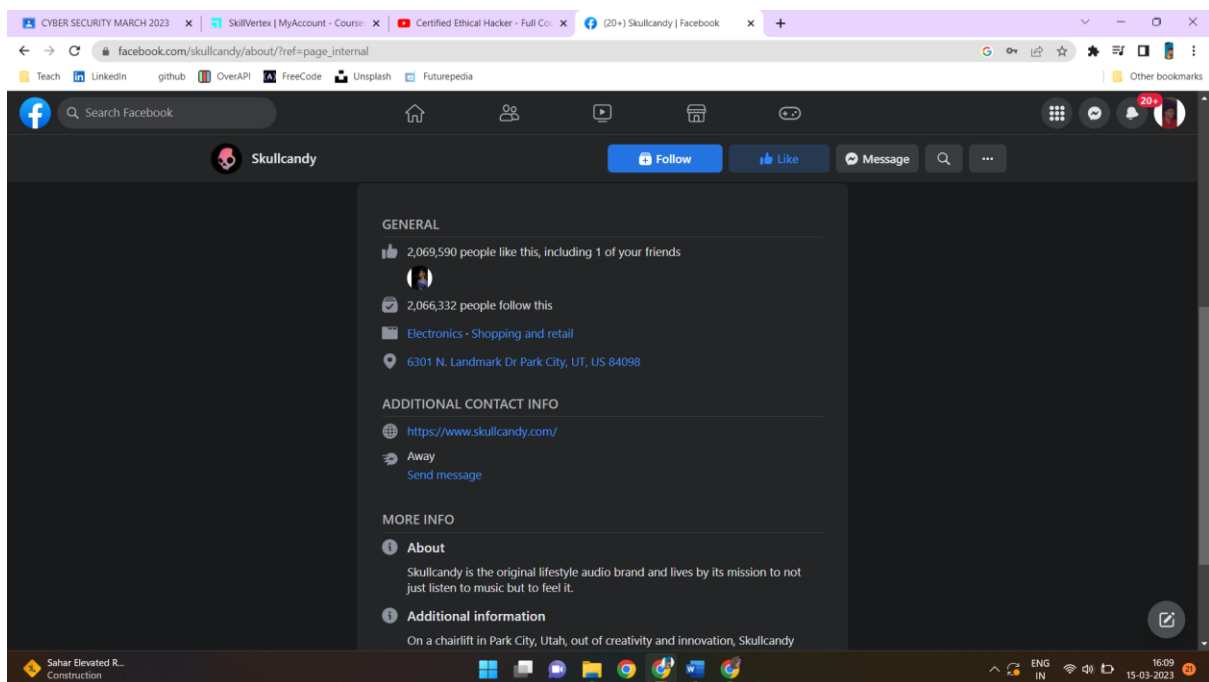 CYBER SECURITY MARCH 2023
SkillVertex | MyAccount - Course
Certified Ethical Hacker - Full Co
(20+) Skullcandy | Facebook
facebook.com/skullcandy/about/?ref=page_internal
Teach
LinkedIn
github
OverAPI
FreeCode
Unsplash
Futurepedia
Other bookmarks
Search Facebook
20+
Skullcandy
Follow
Like
Message
GENERAL
2,069,590 people like this, including 1 of your friends
2,066,332 people follow this
Electronics · Shopping and retail
6301 N. Landmark Dr Park City, UT, US 84098
ADDITIONAL CONTACT INFO
https://www.skullcandy.com/
Away
Send message
MORE INFO
About
Skullcandy is the original lifestyle audio brand and lives by its mission to not
just listen to music but to feel it.
Additional information
On a chairlift in Park City, Utah, out of creativity and innovation, Skullcandy
Sahar Elevated R...
Construction
ENG
IN
16:09
15-03-2023
21